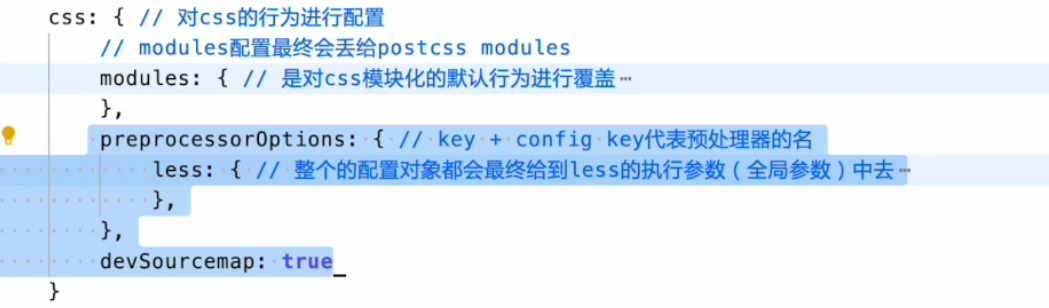 css: { // 对css的行为进行配置
// modules配置最终会丢给postcss modules
modules: { // 是对css模块化的默认行为进行覆盖…
},
preprocessorOptions: { // key + config key代表预处理器的名
less: { // 整个的配置对象都会最终给到less的执行参数（全局参数）中去…
},
},
devSourcemap: true
}